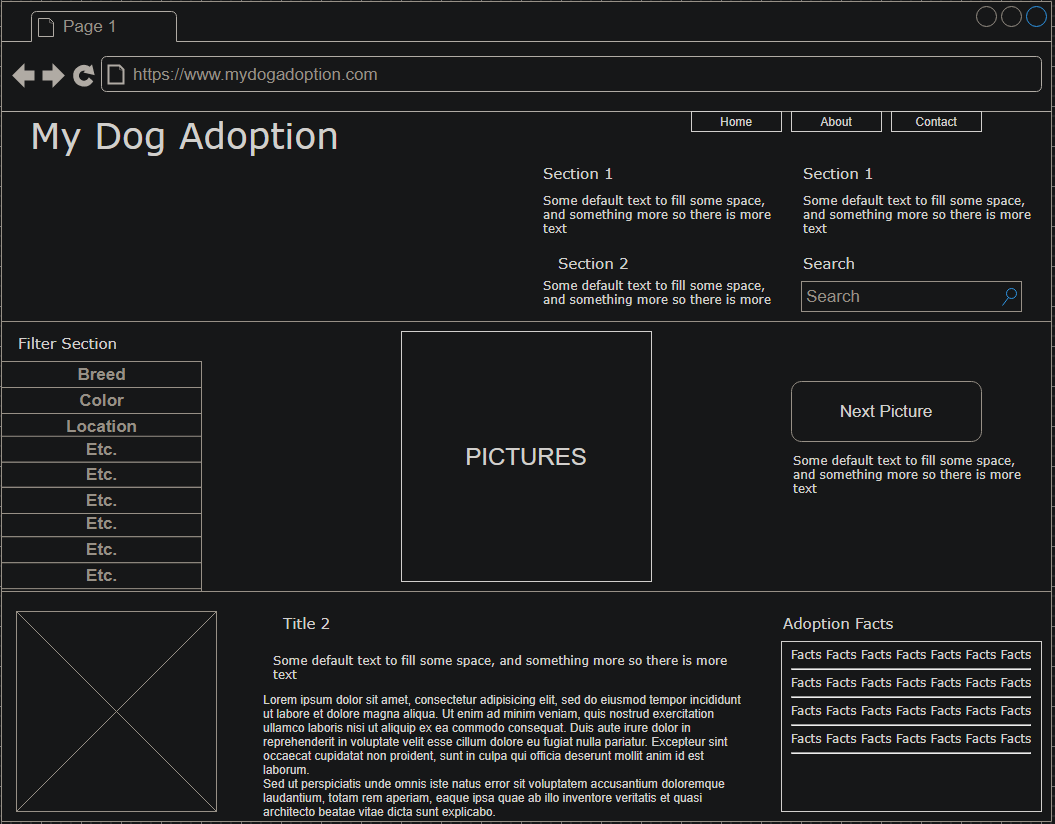 Page 1
https://www.mydogadoption.com
My Dog Adoption
Home
About
Contact
Section 1
Some default text to fill some space,
and something more so there is more
text
Section 1
Some default text to fill some space,
and something more so there is more
text
Section 2
Some default text to fill some space,
and something more so there is more
Search
Search
Filter Section
Breed
Color
Location
Etc.
Etc.
Etc.
Etc.
Etc.
Etc.
PICTURES
Next Picture
Some default text to fill some space,
and something more so there is more
text
Title 2
Some default text to fill some space, and something more so there is more
text
Lorem ipsum dolor sit amet, consectetur adipisicing elit, sed do eiusmod tempor incididunt
ut labore et dolore magna aliqua. Ut enim ad minim veniam, quis nostrud exercitation
ullamco laboris nisi ut aliquip ex ea commodo consequat. Duis aute irure dolor in
reprehenderit in voluptate velit esse cillum dolore eu fugiat nulla pariatur. Excepteur sint
occaecat cupidatat non proident, sunt in culpa qui officia deserunt mollit anim id est
laborum.
Sed ut perspiciatis unde omnis iste natus error sit voluptatem accusantium doloremque
laudantium, totam rem aperiam, eaque ipsa quae ab illo inventore veritatis et quasi
architecto beatae vitae dicta sunt explicabo.
Adoption Facts
Facts Facts Facts Facts Facts Facts Facts
Facts Facts Facts Facts Facts Facts Facts
Facts Facts Facts Facts Facts Facts Facts
Facts Facts Facts Facts Facts Facts Facts